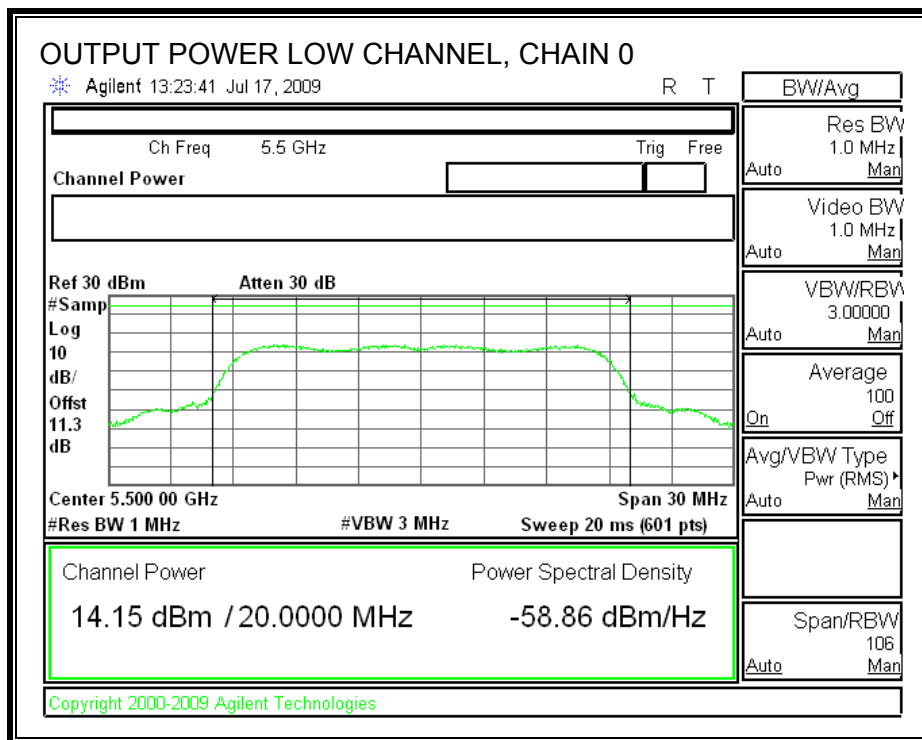 OUTPUT POWER LOW CHANNEL, CHAIN 0
Agilent 13:23:41 Jul 17, 2009 R T
Ch Freq 5.5 GHz Trig Free
Channel Power
Ref 30 dBm Atten 30 dB
#Samp
Log
10
dB/
Offst
11.3
dB
Center 5.500 00 GHz Span 30 MHz
#Res BW 1 MHz #VBW 3 MHz Sweep 20 ms (601 pts)
Channel Power Power Spectral Density
14.15 dBm / 20.0000 MHz -58.86 dBm/Hz
Copyright 2000-2009 Agilent Technologies
BW/Avg
Res BW
1.0 MHz
Auto Man
Video BW
1.0 MHz
Auto Man
VBW/RBW
3.00000
Auto Man
Average
100
On Off
Avg/VBW Type
Pwr (RMS)
Auto Man
Span/RBW
106
Auto Man